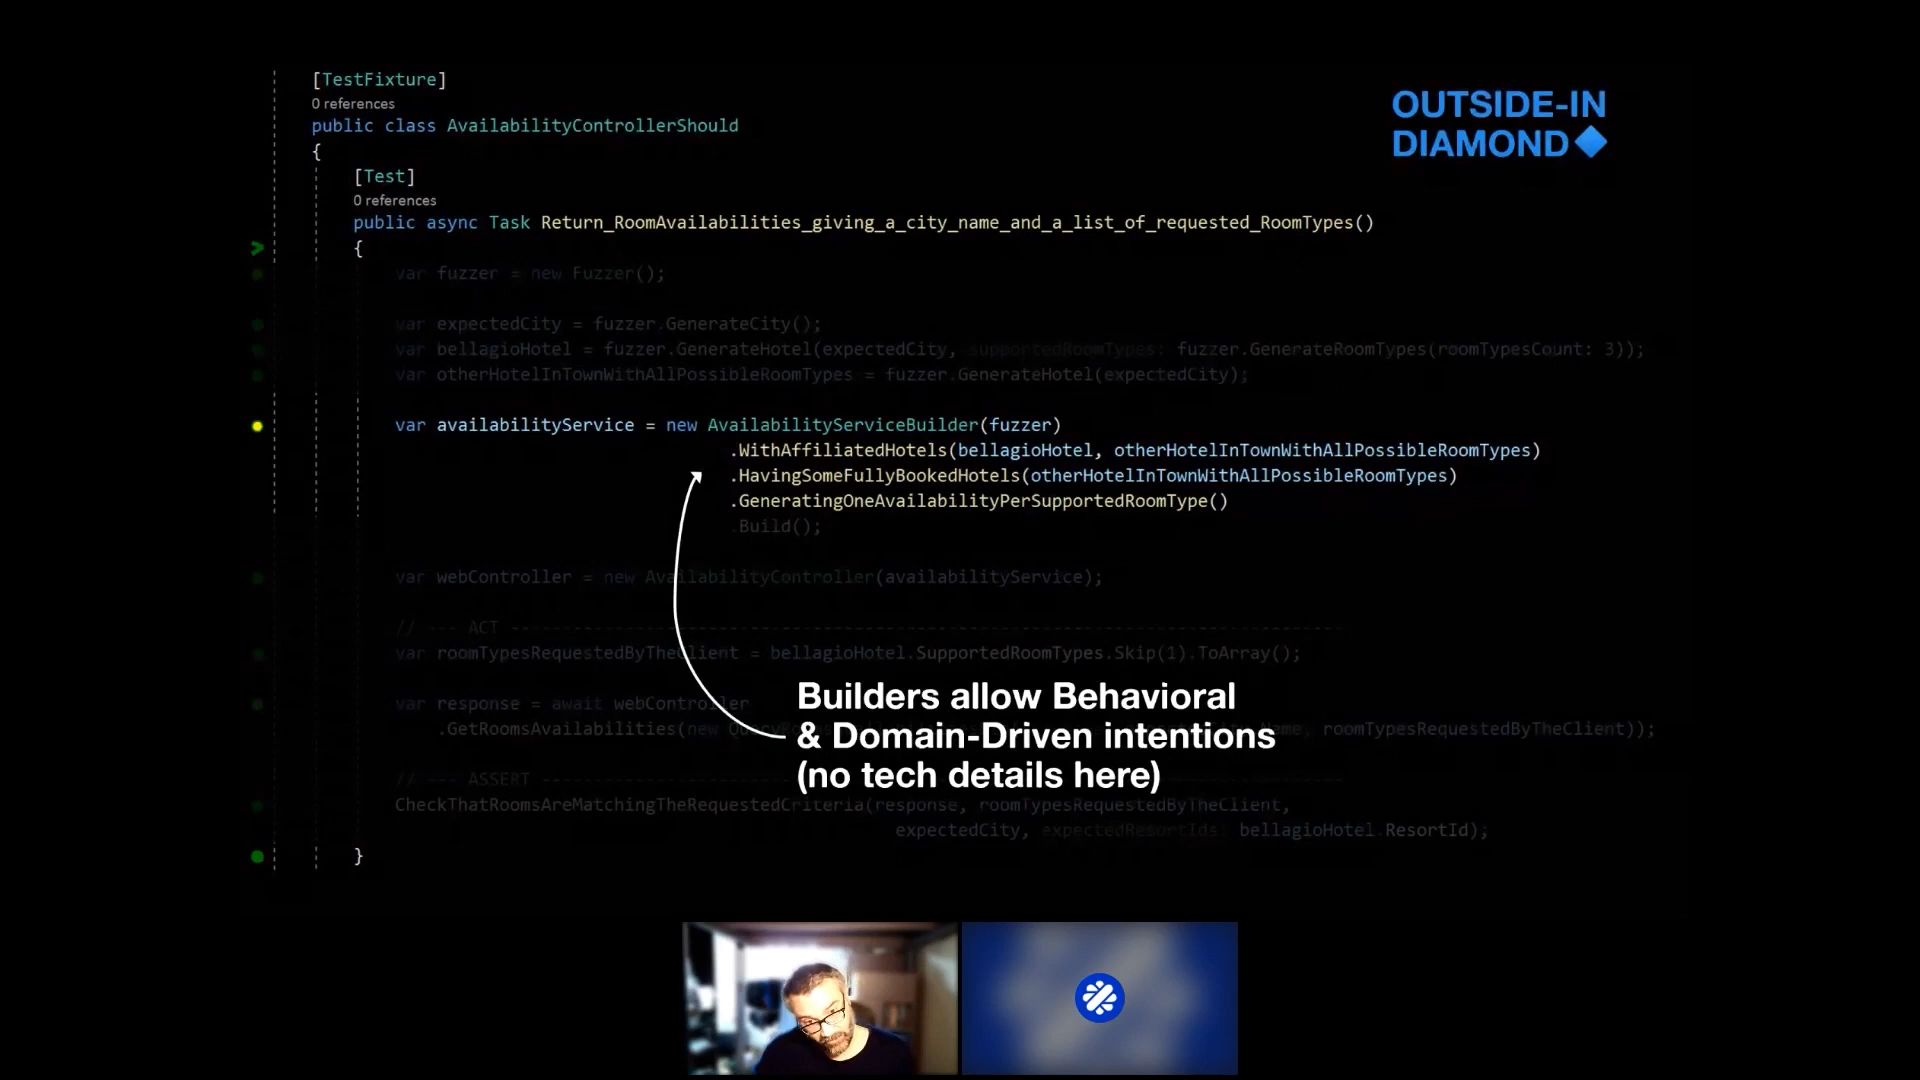 [TestFixture]
0 references
public class AvailabilityControllerShould
{
[Test]
0 references
public async Task Return_RoomAvailabilities_giving_a_city_name_and_a_list_of_requested_RoomTypes()
{
var fuzzer = new Fuzzer();
var expectedCity = fuzzer.GenerateCity();
var bellagioHotel = fuzzer.GenerateHotel(expectedCity, supportedRoomTypes: fuzzer.GenerateRoomTypes(roomTypesCount: 3));
var otherHotelInTownWithAllPossibleRoomTypes = fuzzer.GenerateHotel(expectedCity);
var availabilityService = new AvailabilityServiceBuilder(fuzzer)
.WithAffiliatedHotels(bellagioHotel, otherHotelInTownWithAllPossibleRoomTypes)
.HavingSomeFullyBookedHotels(otherHotelInTownWithAllPossibleRoomTypes)
.GeneratingOneAvailabilityPerSupportedRoomType()
.Build();
var webController = new AvailabilityController(availabilityService);
// --- ACT
var roomTypesRequestedByTheClient = bellagioHotel.SupportedRoomTypes.Skip(1).ToArray();
var response = await webController
.GetRoomsAvailabilities(new roomTypesRequestedByTheClient));
// --- ASSERT
CheckThatRoomsAreMatchingTheRequestedCriteria(response, roomTypesRequestedByTheClient,
expectedCity, expectedResortIds: bellagioHotel.ResortId);
}
OUTSIDE-IN
DIAMOND
Builders allow Behavioral
& Domain-Driven intentions
(no tech details here)